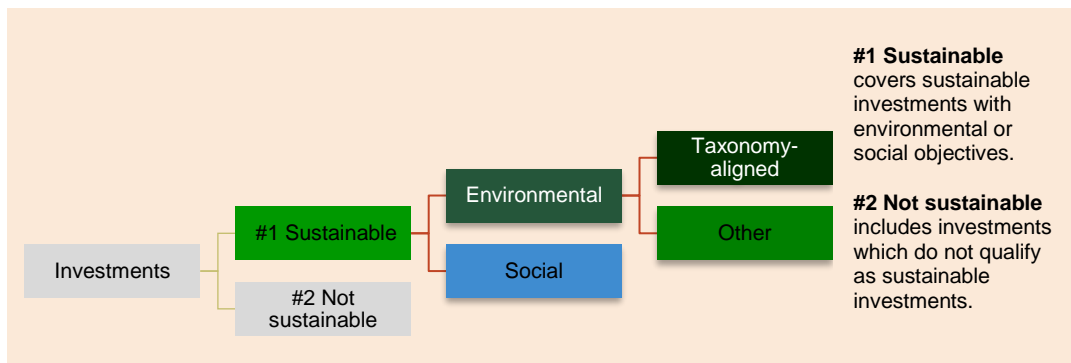 Investments
#1 Sustainable
#2 Not
sustainable
Environmental
Social
Taxonomy-
aligned
Other
#1 Sustainable
covers sustainable
investments with
environmental or
social objectives.
#2 Not sustainable
includes investments
which do not qualify
as sustainable
investments.